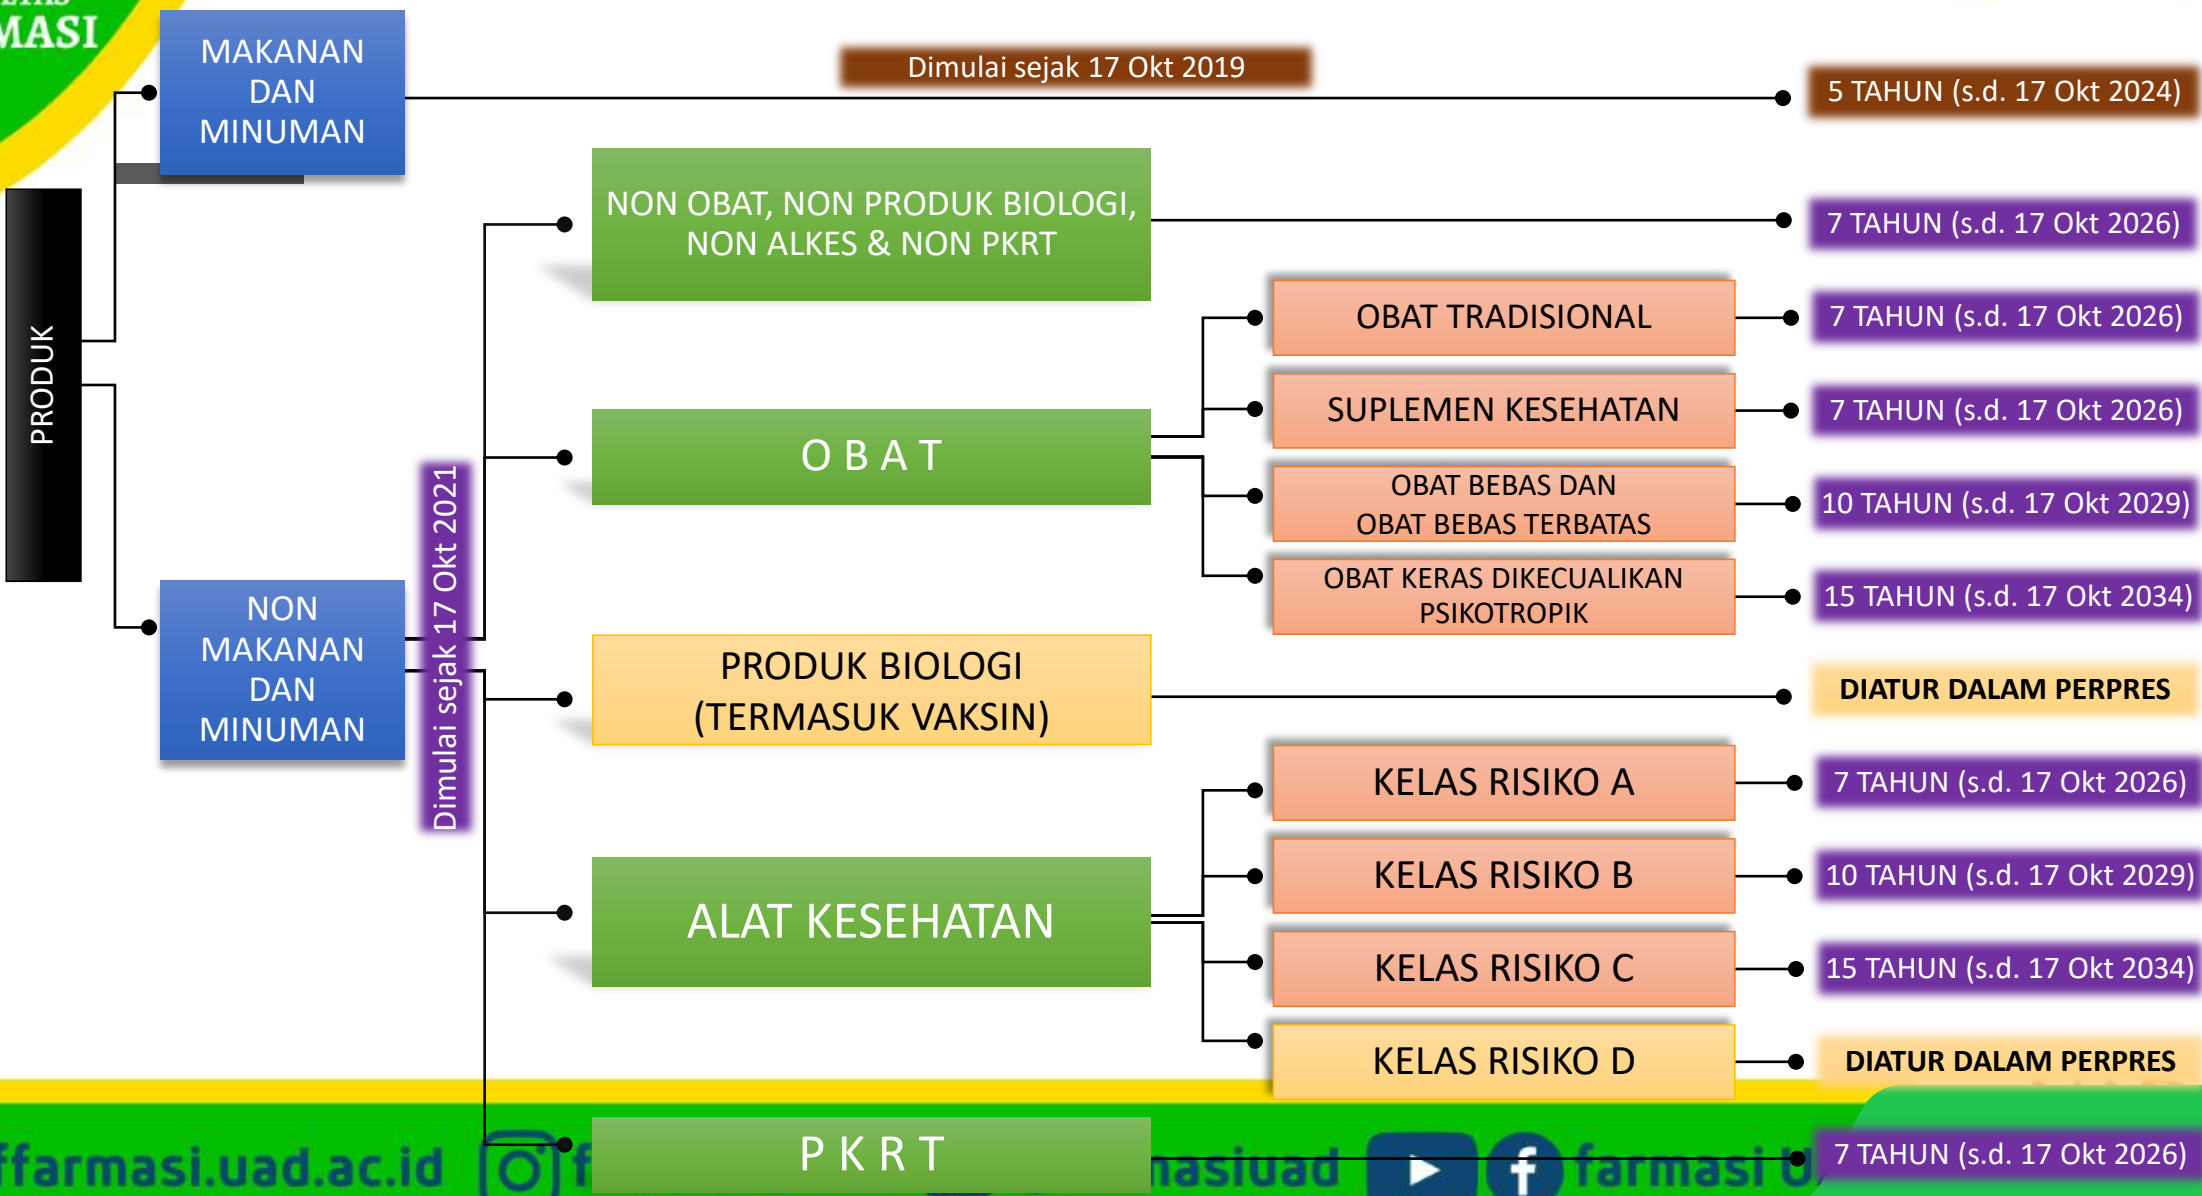 MASI
MAKANAN
DAN
MINUMAN
Dimulai sejak 17 Okt 2019
5 TAHUN (s.d. 17 Okt 2024)
NON OBAT, NON PRODUK BIOLOGI,
NON ALKES & NON PKRT
7 TAHUN (s.d. 17 Okt 2026)
PRODUK
OBAT TRADISIONAL
7 TAHUN (s.d. 17 Okt 2026)
SUPLEMEN KESEHATAN
7 TAHUN (s.d. 17 Okt 2026)
O B A T
OBAT BEBAS DAN
OBAT BEBAS TERBATAS
10 TAHUN (s.d. 17 Okt 2029)
OBAT KERAS DIKECUALIKAN
PSIKOTROPIK
15 TAHUN (s.d. 17 Okt 2034)
NON
MAKANAN
DAN
MINUMAN
Dimulai sejak 17 Okt 2021
PRODUK BIOLOGI
(TERMASUK VAKSIN)
DIATUR DALAM PERPRES
KELAS RISIKO A
7 TAHUN (s.d. 17 Okt 2026)
KELAS RISIKO B
10 TAHUN (s.d. 17 Okt 2029)
ALAT KESEHATAN
KELAS RISIKO C
15 TAHUN (s.d. 17 Okt 2034)
KELAS RISIKO D
DIATUR DALAM PERPRES
P K R T
7 TAHUN (s.d. 17 Okt 2026)
ffarmasi.uad.ac.id
masiuad
farmasi U